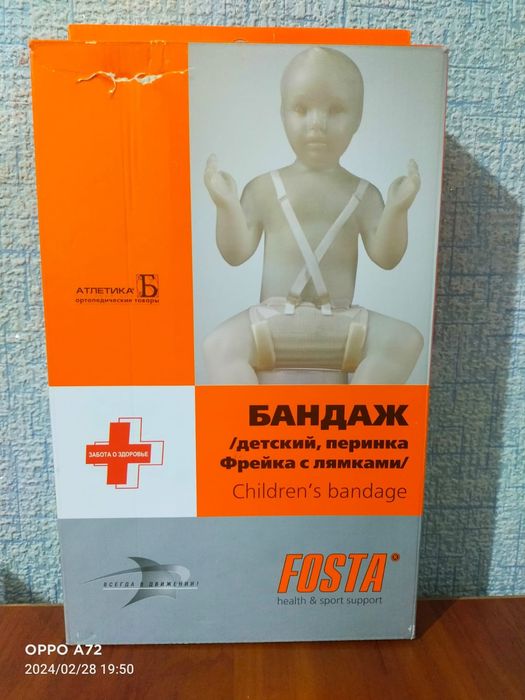 АТЛЕТИКА Б
ортопедические товары
БАНДАЖ
/детский, перинка
Фрейка с лямками/
Children's bandage
ЗАБОТА О ЗДОРОВЬЕ
ВСЕГДА В ДВИЖЕНИИ!
FOSTA®
health & sport support
OPPO A72
2024/02/28 19:50